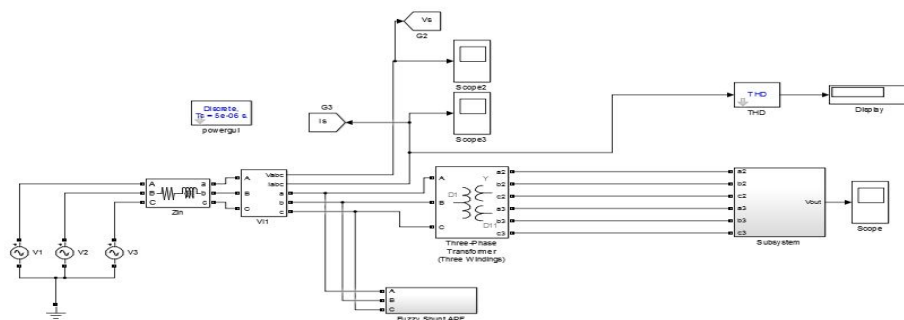 Vs
G2
Scope2
G3
Is
Scope3
Discrete,
Ts = 5e-06 s.
powergui
THD
THD
Display
A
B
C
a
b
c
Zin
A
B
C
Vabc
Iabc
a
b
c
VI1
A
B
C
D1
Y
D11
a2
b2
c2
a3
b3
c3
Three-Phase
Transformer
(Three Windings)
a2
b2
c2
a3
b3
c3
Vout
Subsystem
Scope
V1
V2
V3
A
B
C
Fuzzy Shunt APF